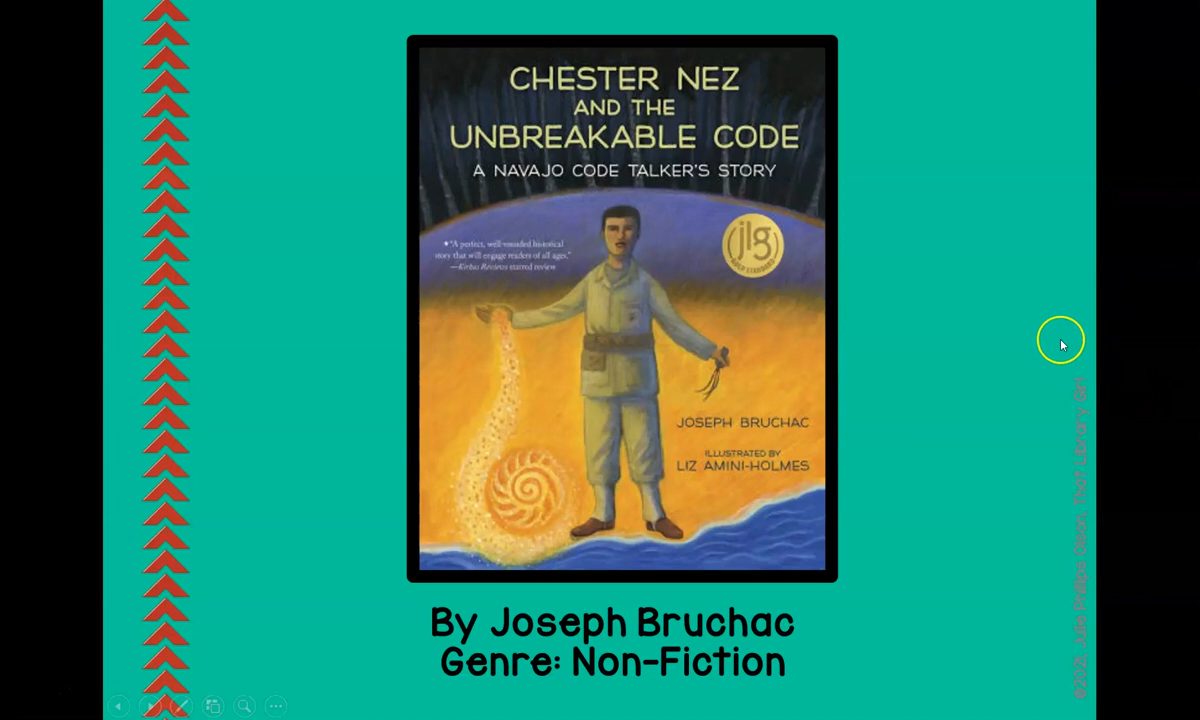 CHESTER NEZ
AND THE
UNBREAKABLE CODE
A NAVAJO CODE TALKER'S STORY
"A perfect, well-rounded historical
story that will engage readers of all ages."
—Kirkus Reviews starred review
jlg
GOLD STANDARD
JOSEPH BRUCHAC
ILLUSTRATED BY
LIZ AMINI-HOLMES
By Joseph Bruchac
Genre: Non-Fiction
©2021, Julie Phillips Olson, That Library Girl